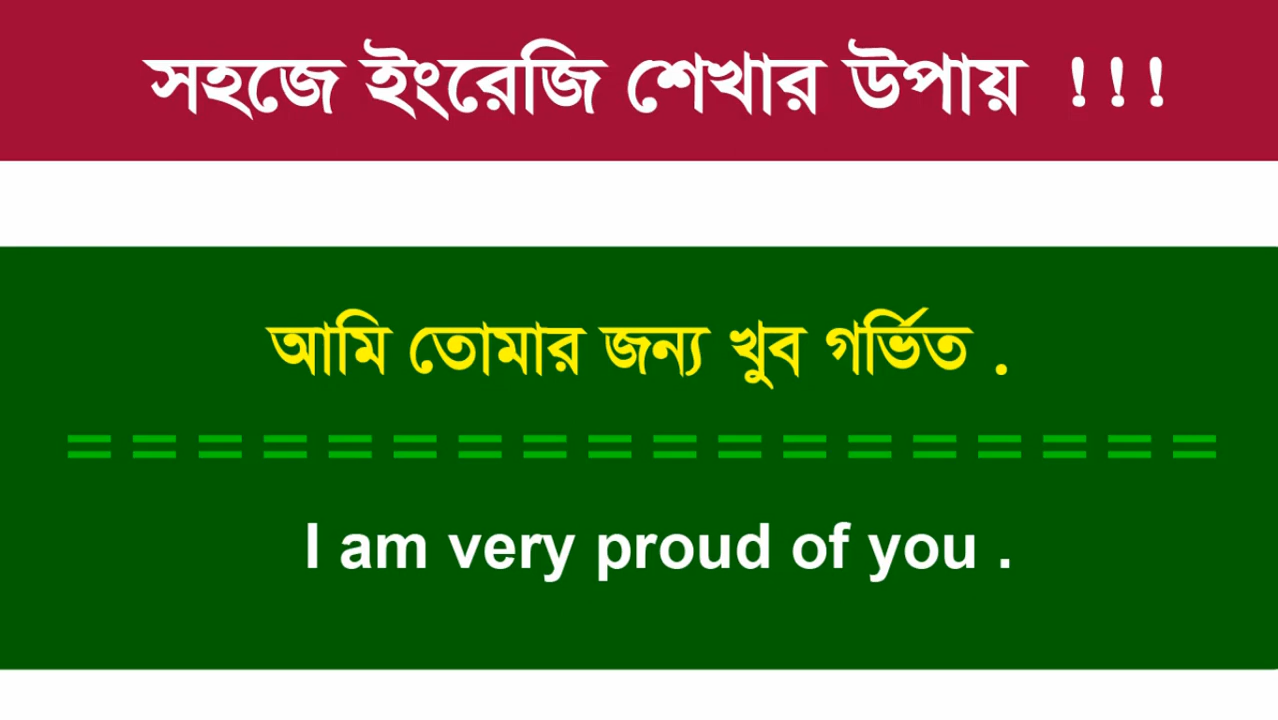 সহজে ইংরেজি শেখার উপায় !!!
আমি তোমার জন্য খুব গর্ভিত .
= = = = = = = = = = = = = = = = = =
I am very proud of you .